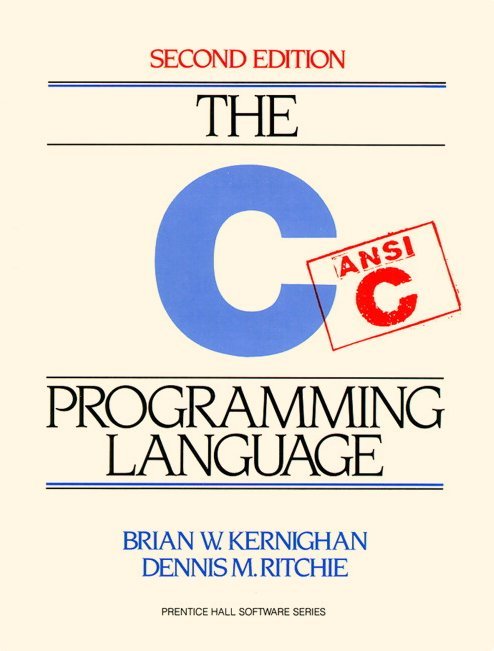 SECOND EDITION
THE
C
ANSI
C
PROGRAMMING
LANGUAGE
BRIAN W. KERNIGHAN
DENNIS M. RITCHIE
PRENTICE HALL SOFTWARE SERIES